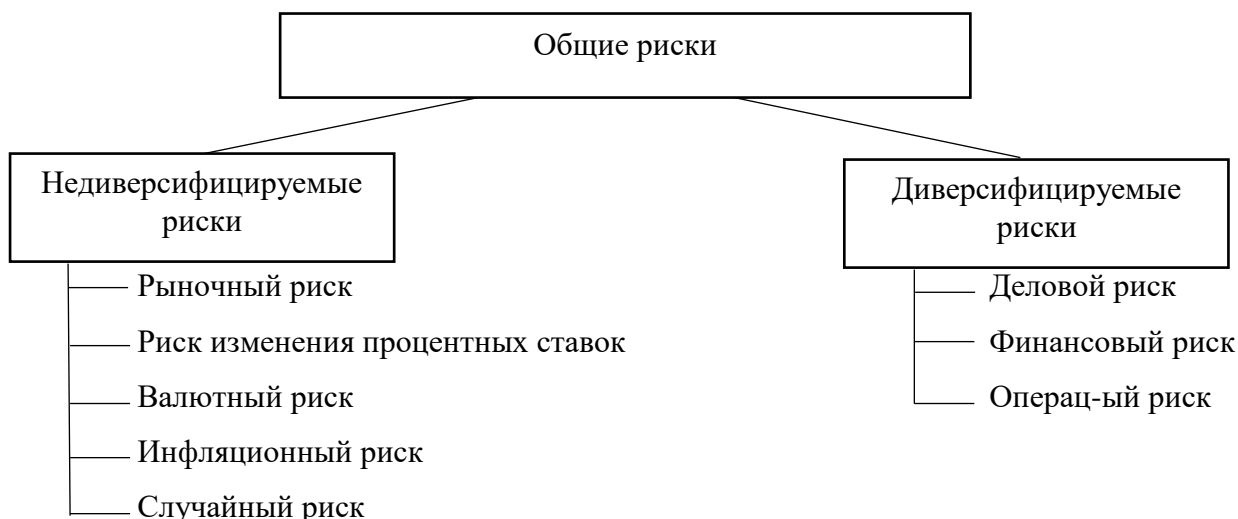 Общие риски
Недиверсифицируемые
риски
Рыночный риск
Риск изменения процентных ставок
Валютный риск
Инфляционный риск
Случайный риск
Диверсифицируемые
риски
Деловой риск
Финансовый риск
Операц-ый риск